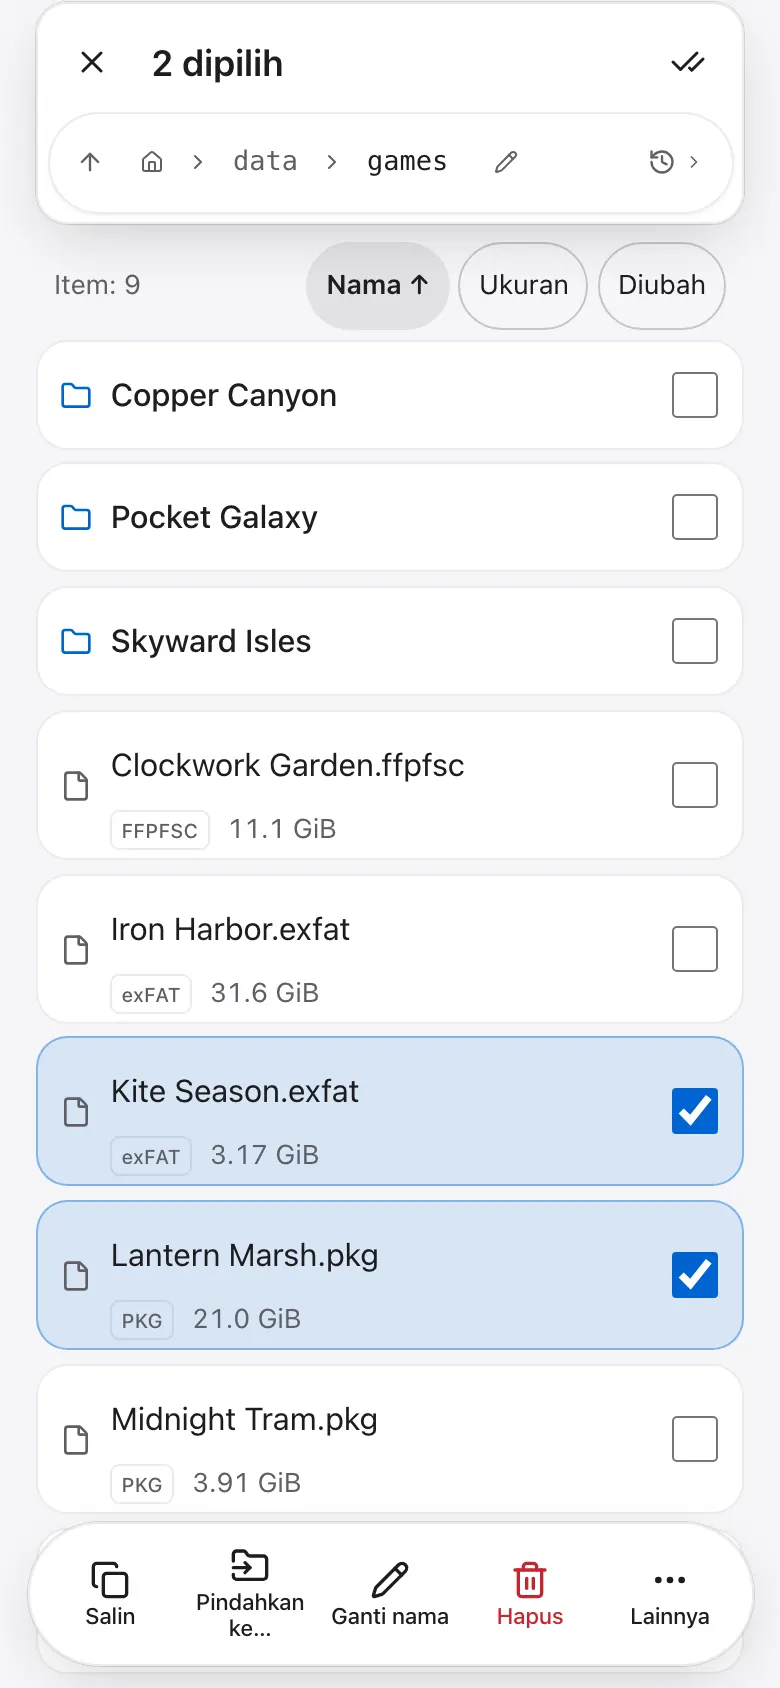 2 dipilih
data
games
Item: 9
Nama ↑
Ukuran
Diubah
Copper Canyon
Pocket Galaxy
Skyward Isles
Clockwork Garden.ffpfsc
FFPFSC 11.1 GiB
Iron Harbor.exfat
exFAT 31.6 GiB
Kite Season.exfat
exFAT 3.17 GiB
Lantern Marsh.pkg
PKG 21.0 GiB
Midnight Tram.pkg
PKG 3.91 GiB
Salin
Pindahkan
ke...
Ganti nama
Hapus
Lainnya